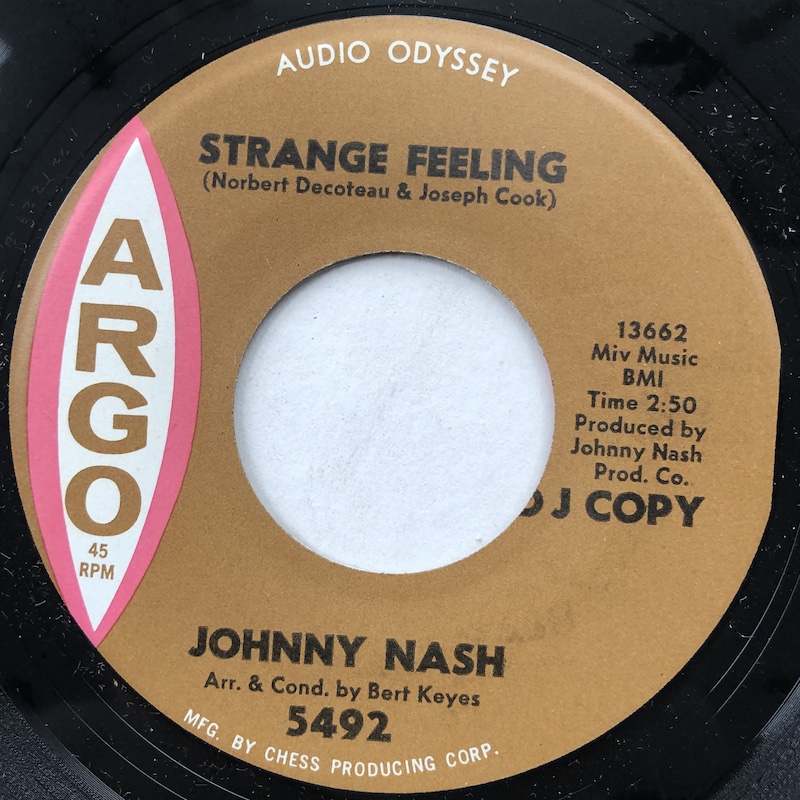 AUDIO ODYSSEY
STRANGE FEELING
(Norbert Decoteau & Joseph Cook)
ARGO
45
RPM
13662
Miv Music
BMI
Time 2:50
Produced by
Johnny Nash
Prod. Co.
DJ COPY
JOHNNY NASH
Arr. & Cond. by Bert Keyes
5492
MFG. BY CHESS PRODUCING CORP.